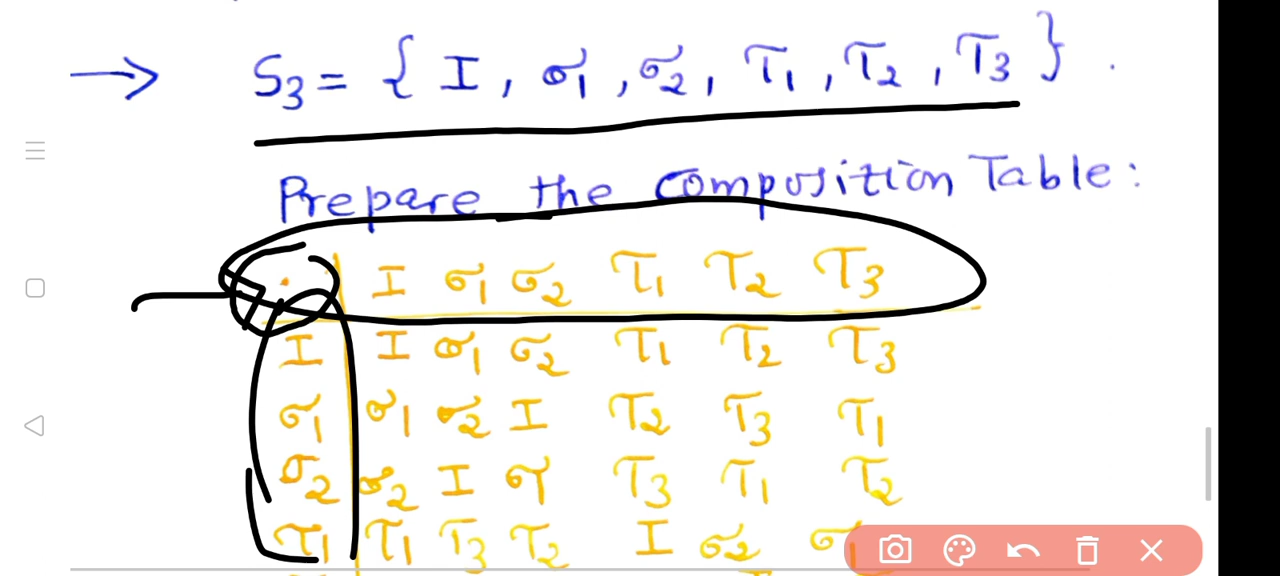 → S₃ = { I , σ₁ , σ₂ , τ₁ , τ₂ , τ₃ } .
Prepare the Composition Table :
· I σ₁ σ₂ τ₁ τ₂ τ₃
I I σ₁ σ₂ τ₁ τ₂ τ₃
σ₁ σ₁ σ₂ I τ₂ τ₃ τ₁
σ₂ σ₂ I σ τ₃ τ₁ τ₂
τ₁ τ₁ τ₃ τ₂ I σ₂ σ₁